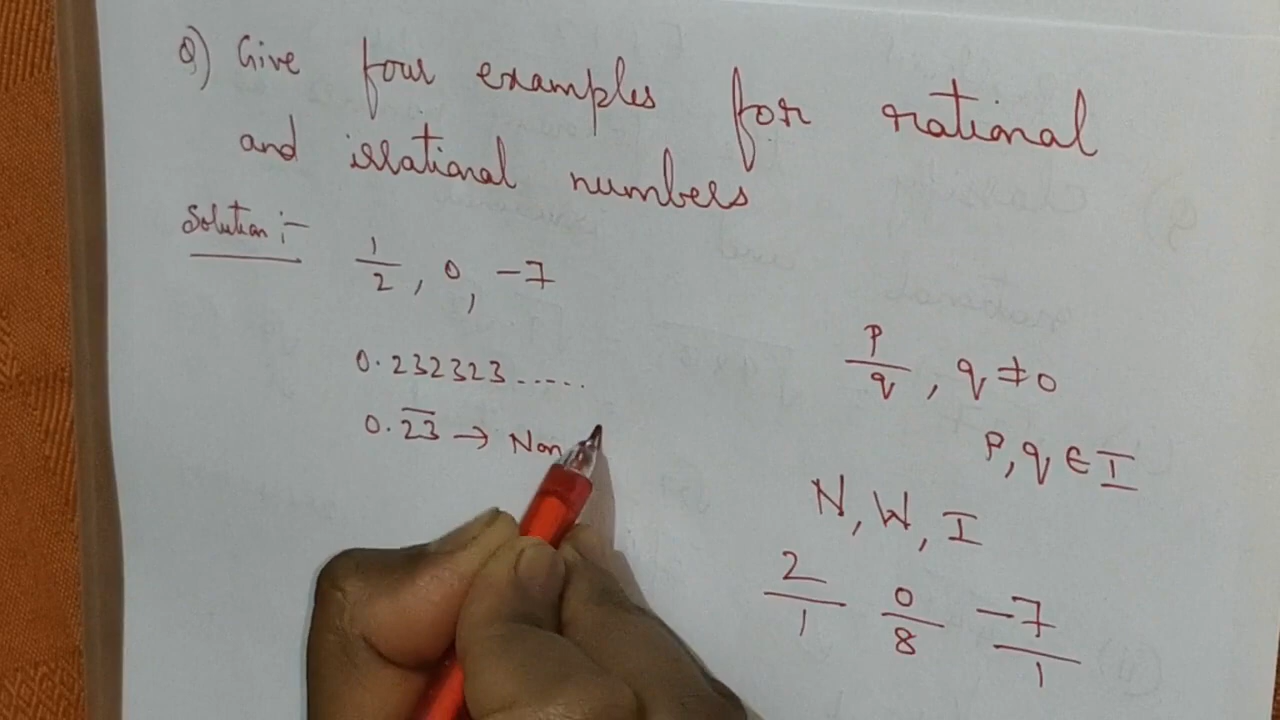 Q) Give four examples for rational
and irrational numbers
Solution :-
1/2, 0, -7
0.232323......
0.2̅3̅ → Non
p/q, q ≠ 0
P, q ∈ I
N, W, I
2/1 0/8 -7/1